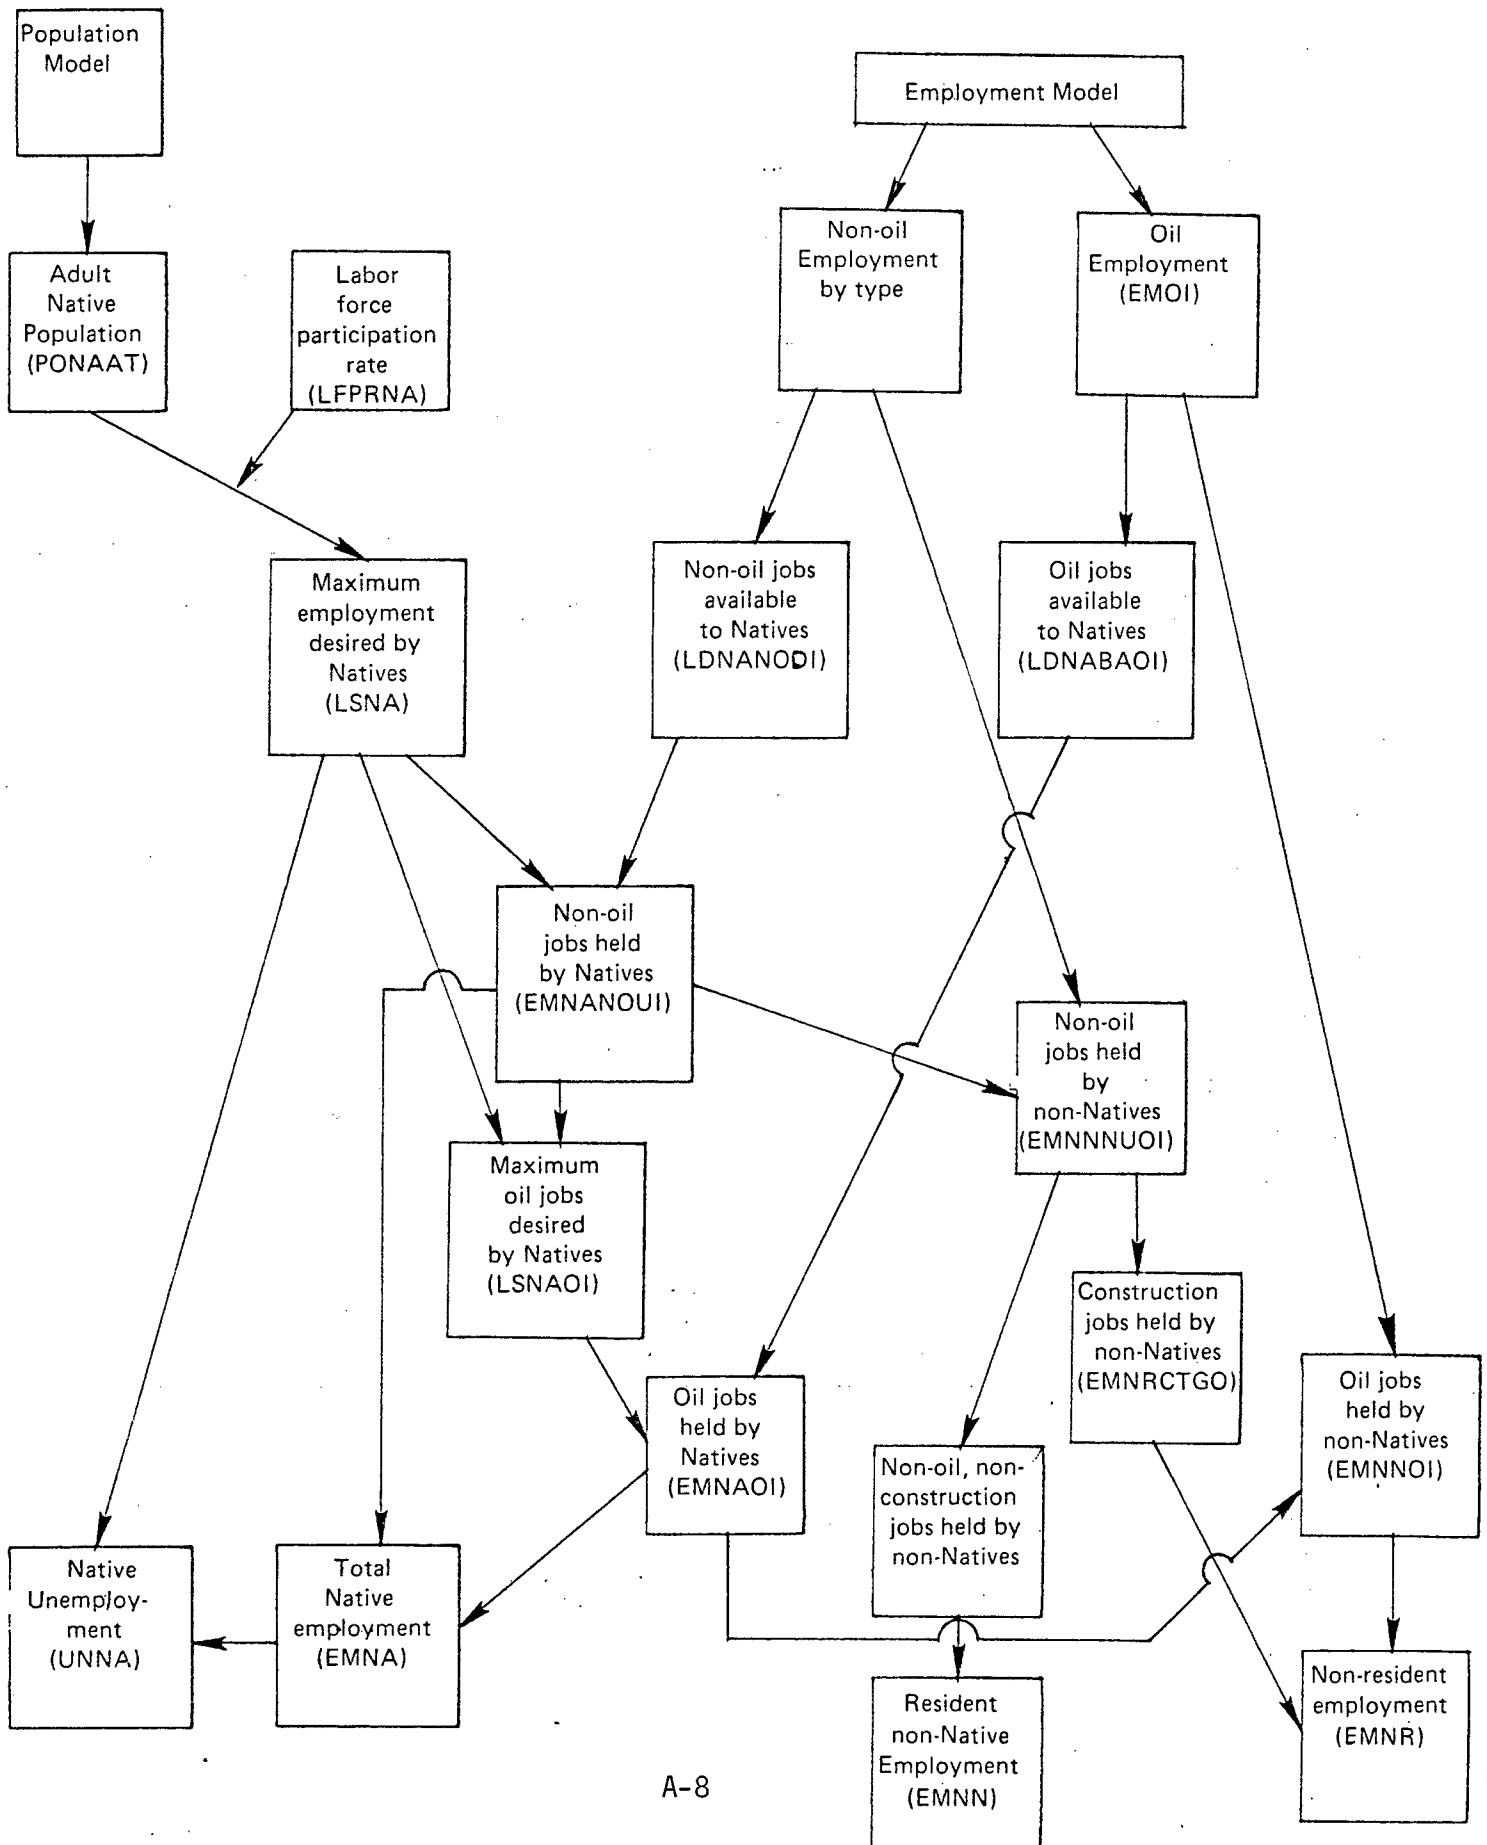 Population
Model
Employment Model
Non-oil
Employment
by type
Oil
Employment
(EMOI)
Adult
Native
Population
(PONAAT)
Labor
force
participation
rate
(LFPRNA)
Maximum
employment
desired by
Natives
(LSNA)
Non-oil jobs
available
to Natives
(LDNANODI)
Oil jobs
available
to Natives
(LDNABAOI)
Non-oil
jobs held
by Natives
(EMNANOUI)
Non-oil
jobs held
by
non-Natives
(EMNNNUOI)
Maximum
oil jobs
desired
by Natives
(LSNAOI)
Construction
jobs held by
non-Natives
(EMNRCTGO)
Oil jobs
held by
Natives
(EMNAOI)
Oil jobs
held by
non-Natives
(EMNNOI)
Non-oil, non-
construction
jobs held by
non-Natives
Native
Unemploy-
ment
(UNNA)
Total
Native
employment
(EMNA)
Resident
non-Native
Employment
(EMNN)
Non-resident
employment
(EMNR)
A-8